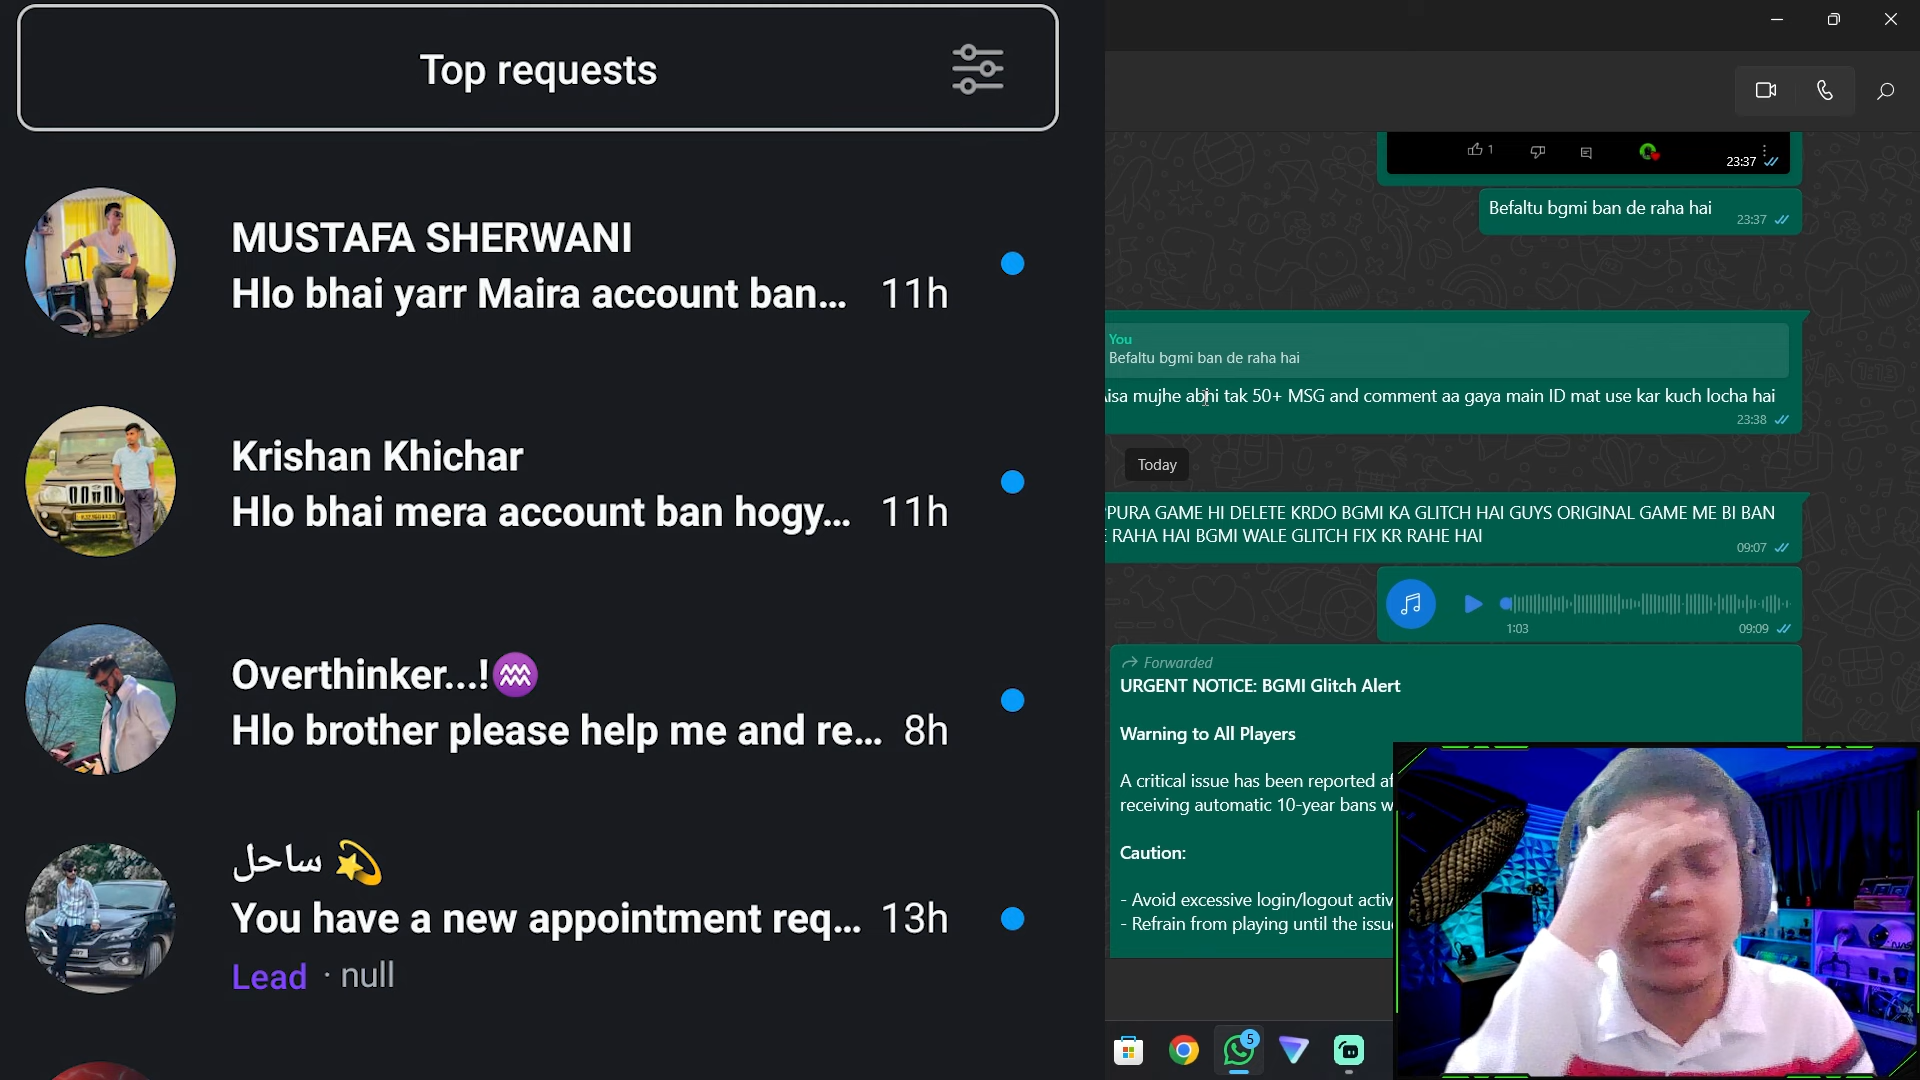 Top requests
MUSTAFA SHERWANI
Hlo bhai yarr Maira account ban... 11h
Krishan Khichar
Hlo bhai mera account ban hogy... 11h
Overthinker...!♒
Hlo brother please help me and re... 8h
ساحل 💫
You have a new appointment req... 13h
Lead · null
1
23:37
Befaltu bgmi ban de raha hai
23:37
You
Befaltu bgmi ban de raha hai
isa mujhe abhi tak 50+ MSG and comment aa gaya main ID mat use kar kuch locha hai
23:38
Today
PURA GAME HI DELETE KRDO BGMI KA GLITCH HAI GUYS ORIGINAL GAME ME BI BAN
RAHA HAI BGMI WALE GLITCH FIX KR RAHE HAI
09:07
1:03
09:09
Forwarded
URGENT NOTICE: BGMI Glitch Alert
Warning to All Players
A critical issue has been reported af
receiving automatic 10-year bans w
Caution:
- Avoid excessive login/logout activ
- Refrain from playing until the issu
5